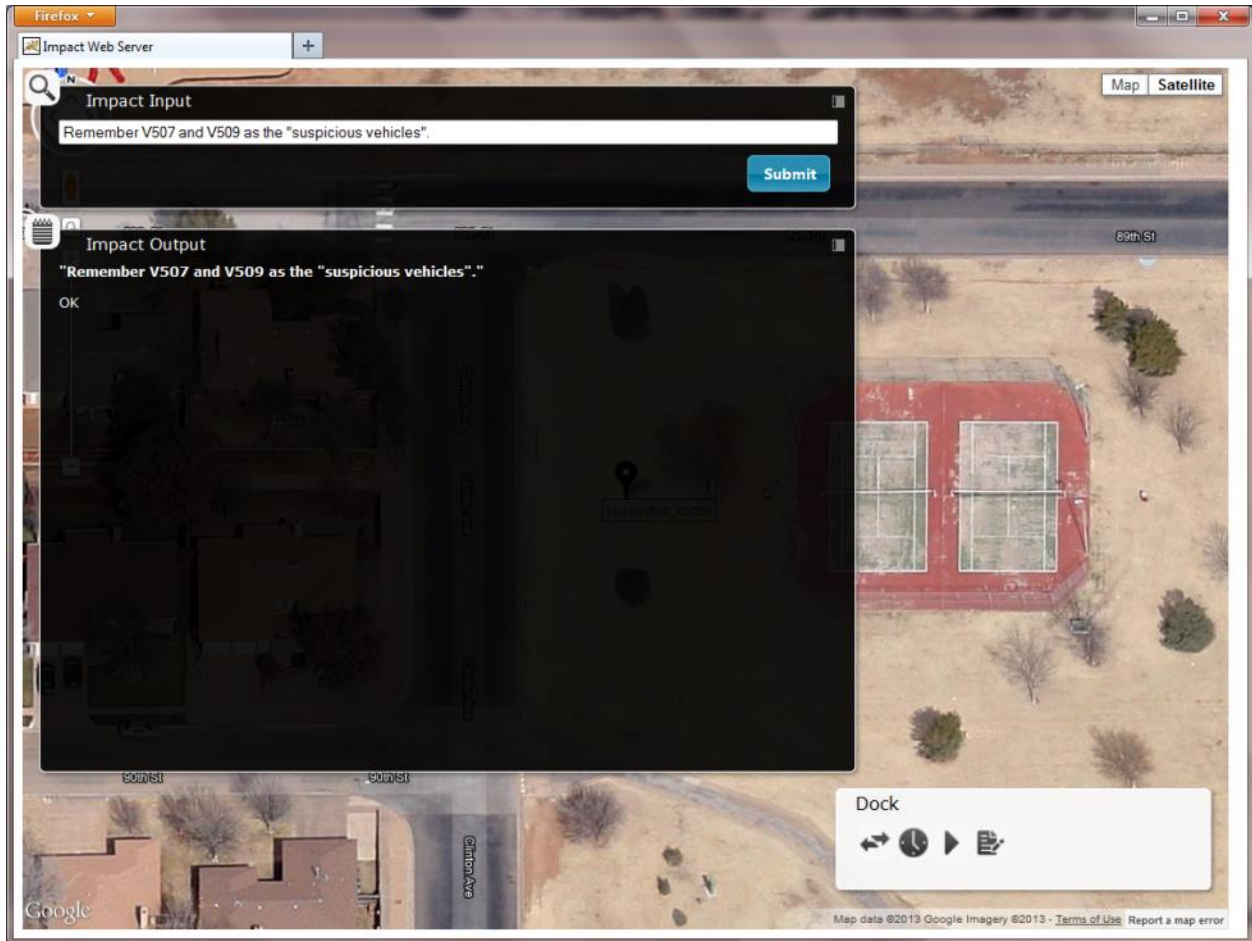 Firefox
Impact Web Server
+
N
Map Satellite
Impact Input
Remember V507 and V509 as the "suspicious vehicles".
Submit
89th St
Impact Output
"Remember V507 and V509 as the "suspicious vehicles"."
OK
90th St
90th St
Clinton Ave
Dock
Google
Map data ©2013 Google Imagery ©2013 - Terms of Use Report a map error